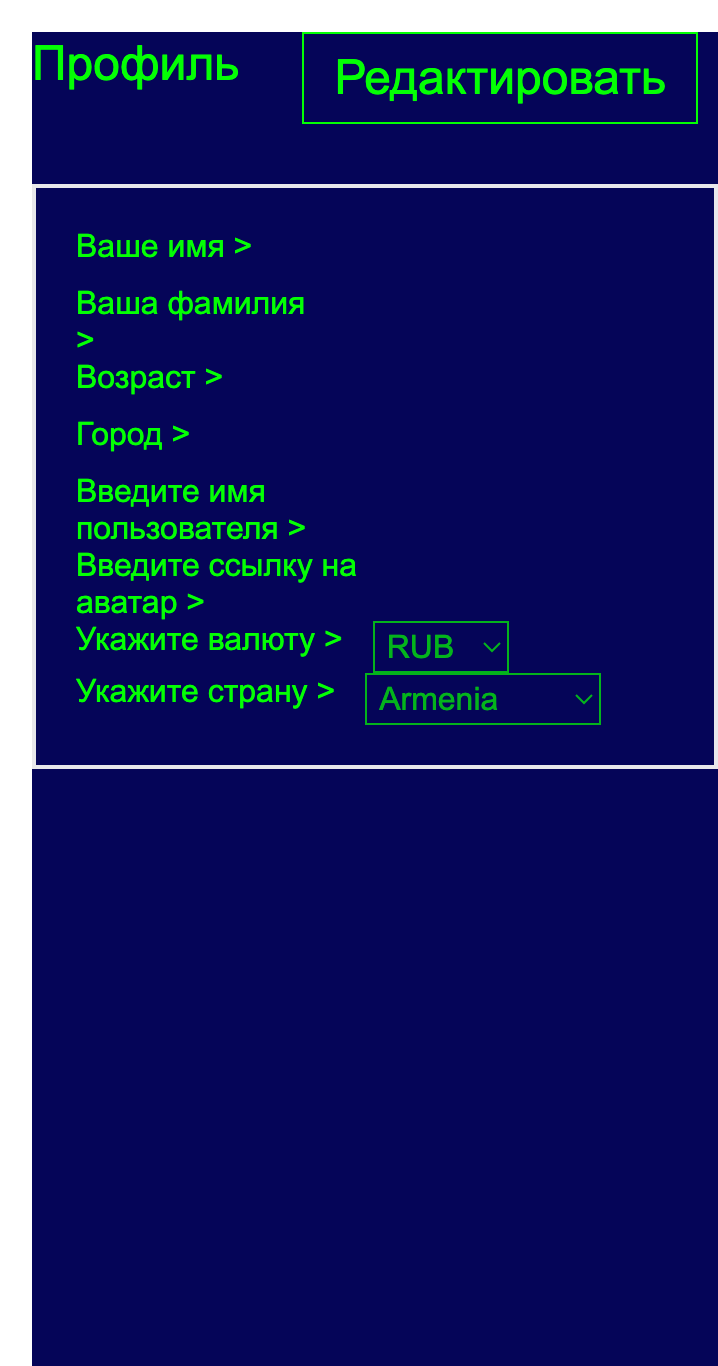 Профиль
Редактировать
Ваше имя >
Ваша фамилия
>
Возраст >
Город >
Введите имя
пользователя >
Введите ссылку на
аватар >
Укажите валюту > RUB
Укажите страну > Armenia